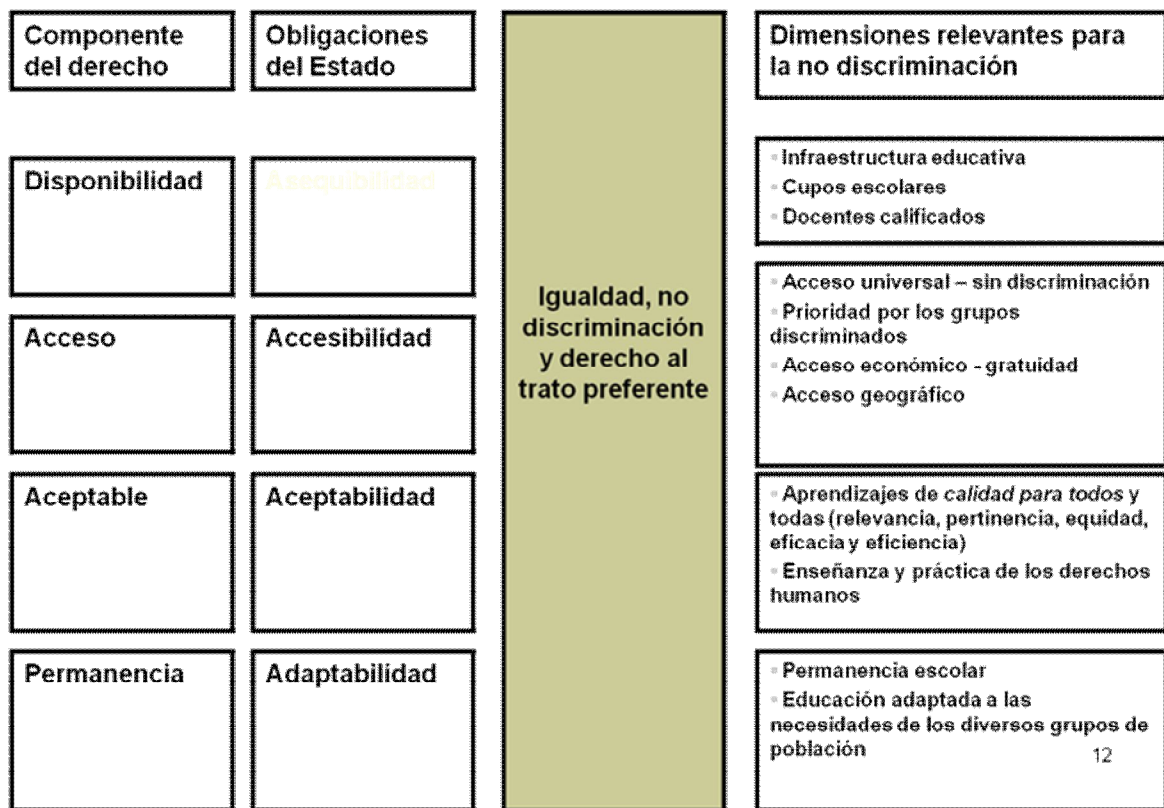 Componente
del derecho
Obligaciones
del Estado
Dimensiones relevantes para
la no discriminación
Disponibilidad
Asequibilidad
▪ Infraestructura educativa
▪ Cupos escolares
▪ Docentes calificados
Igualdad, no
discriminación
y derecho al
trato preferente
Acceso
Accesibilidad
▪ Acceso universal – sin discriminación
▪ Prioridad por los grupos
discriminados
▪ Acceso económico - gratuidad
▪ Acceso geográfico
Aceptable
Aceptabilidad
▪ Aprendizajes de calidad para todos y
todas (relevancia, pertinencia, equidad,
eficacia y eficiencia)
▪ Enseñanza y práctica de los derechos
humanos
Permanencia
Adaptabilidad
▪ Permanencia escolar
▪ Educación adaptada a las
necesidades de los diversos grupos de
población
12